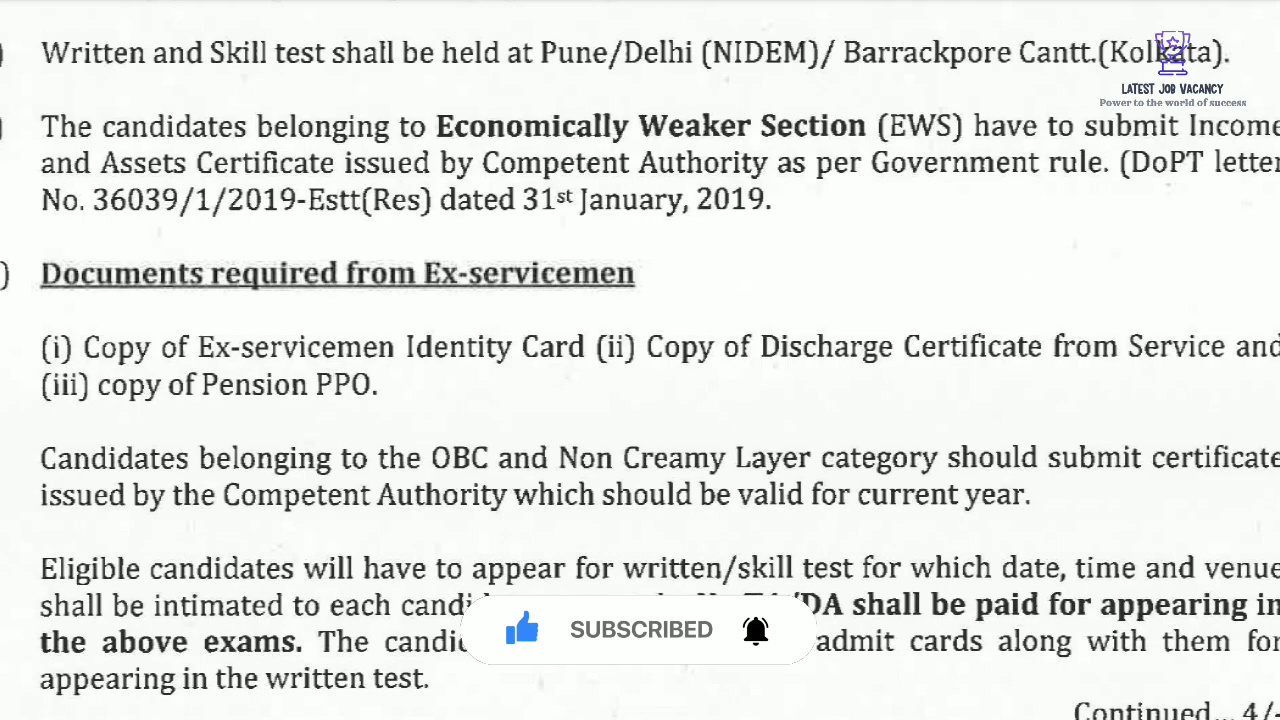 ) Written and Skill test shall be held at Pune/Delhi (NIDEM)/ Barrackpore Cantt.(Kolkata).
LATEST JOB VACANCY
Power to the world of success
) The candidates belonging to Economically Weaker Section (EWS) have to submit Income
and Assets Certificate issued by Competent Authority as per Government rule. (DoPT letter
No. 36039/1/2019-Estt(Res) dated 31st January, 2019.
) Documents required from Ex-servicemen
(i) Copy of Ex-servicemen Identity Card (ii) Copy of Discharge Certificate from Service and
(iii) copy of Pension PPO.
Candidates belonging to the OBC and Non Creamy Layer category should submit certificate
issued by the Competent Authority which should be valid for current year.
Eligible candidates will have to appear for written/skill test for which date, time and venue
shall be intimated to each /DA shall be paid for appearing in
the above exams. The admit cards along with them for
SUBSCRIBED
appearing in the written test.
Continued... 4/-